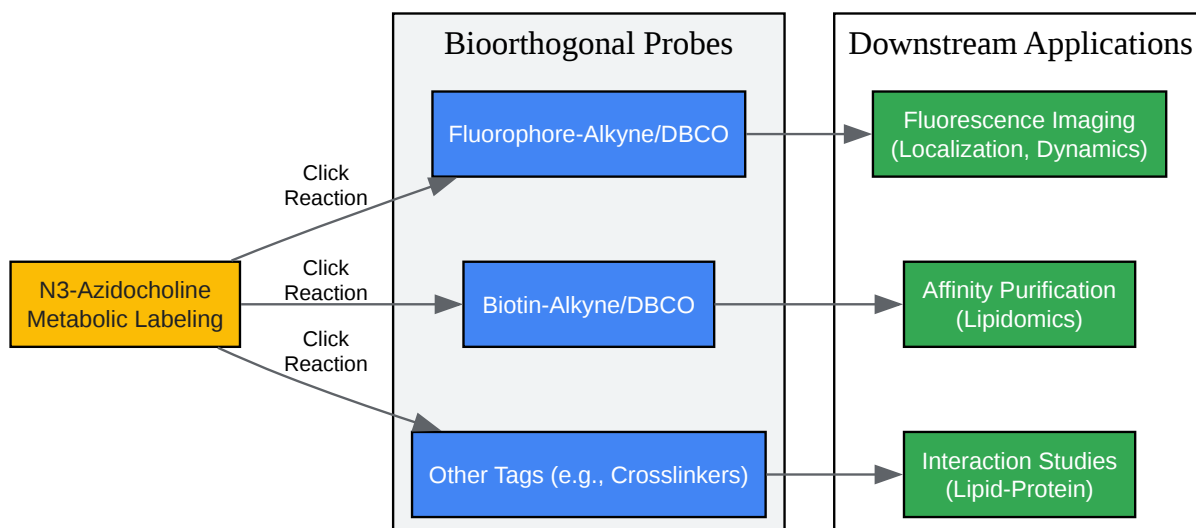 Bioorthogonal Probes
Downstream Applications
Fluorophore-Alkyne/DBCO
Fluorescence Imaging
(Localization, Dynamics)
Click
Reaction
N3-Azidocholine
Metabolic Labeling
Click
Reaction
Biotin-Alkyne/DBCO
Affinity Purification
(Lipidomics)
Click
Reaction
Other Tags (e.g., Crosslinkers)
Interaction Studies
(Lipid-Protein)